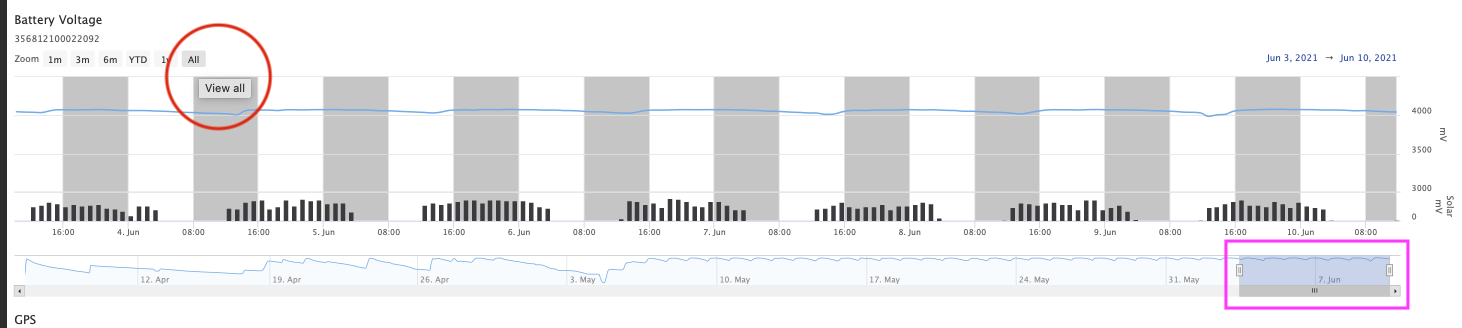 Battery Voltage
356812100022092
Zoom 1m 3m 6m YTD 1y All Jun 3, 2021 → Jun 10, 2021
View all
4000
mV
3500
3000
Solar mV
0
16:00 4. Jun 08:00 16:00 5. Jun 08:00 16:00 6. Jun 08:00 16:00 7. Jun 08:00 16:00 8. Jun 08:00 16:00 9. Jun 08:00 16:00 10. Jun 08:00
12. Apr 19. Apr 26. Apr 3. May 10. May 17. May 24. May 31. May 7. Jun
GPS